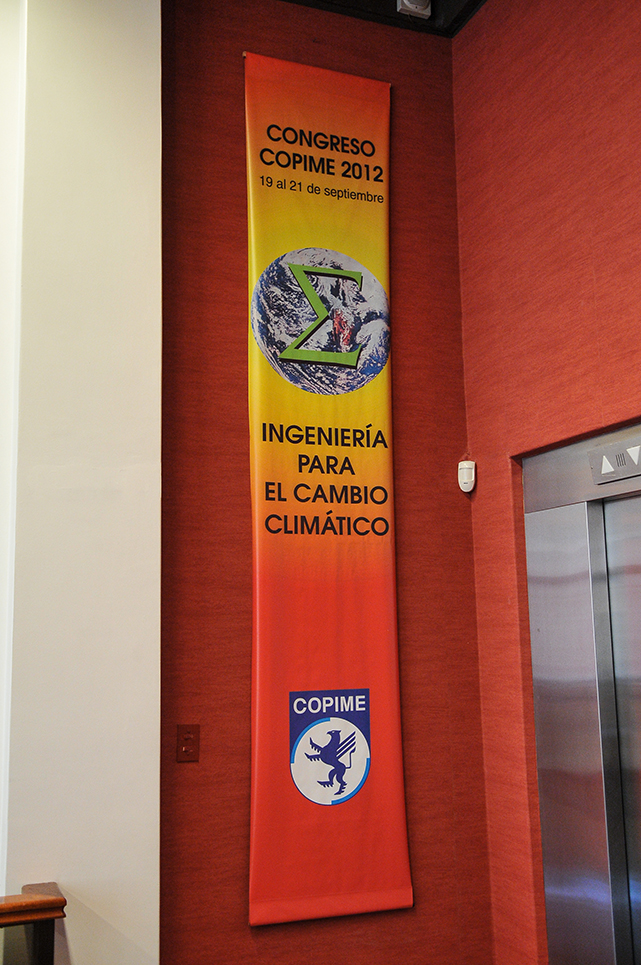 CONGRESO
COPIME 2012
19 al 21 de septiembre
Σ
INGENIERÍA
PARA
EL CAMBIO
CLIMÁTICO
COPIME